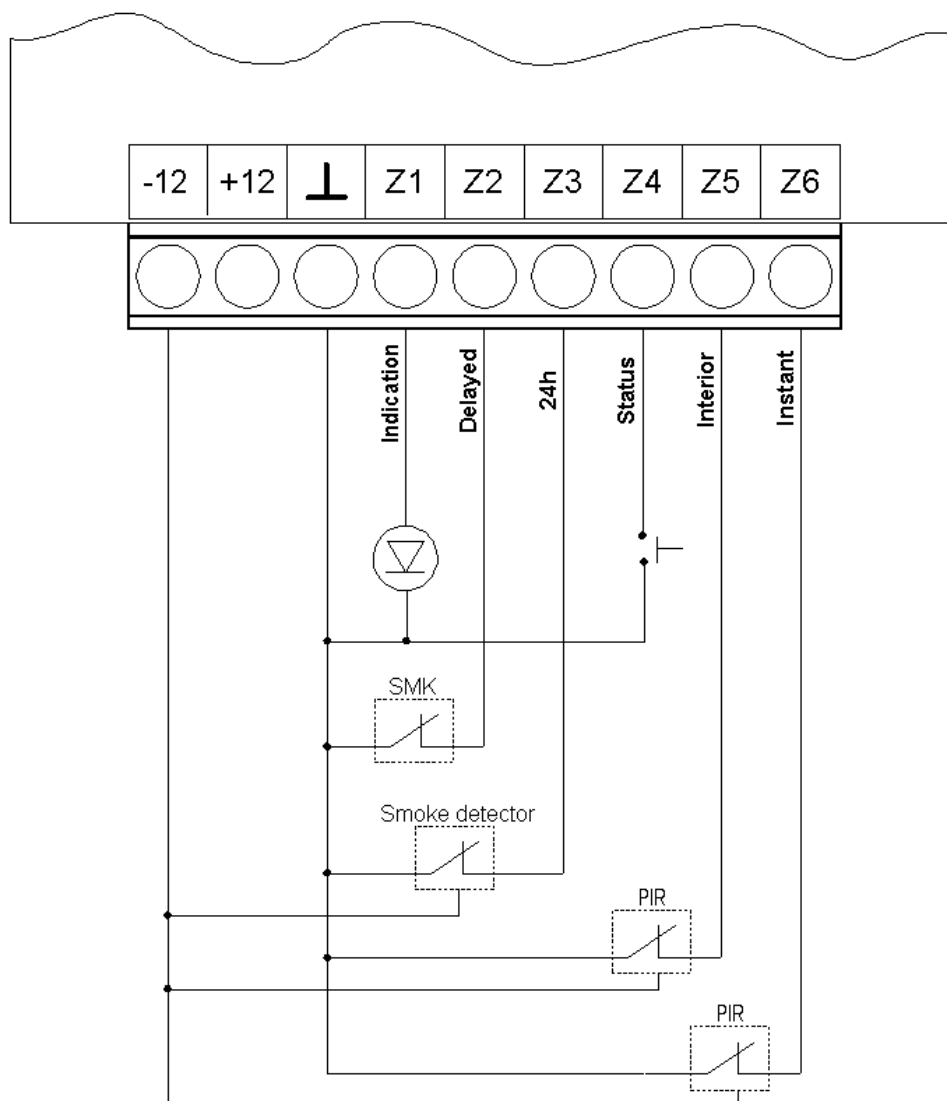 -12 +12 ⊥ Z1 Z2 Z3 Z4 Z5 Z6
Indication
Delayed
24h
Status
Interior
Instant
SMK
Smoke detector
PIR
PIR